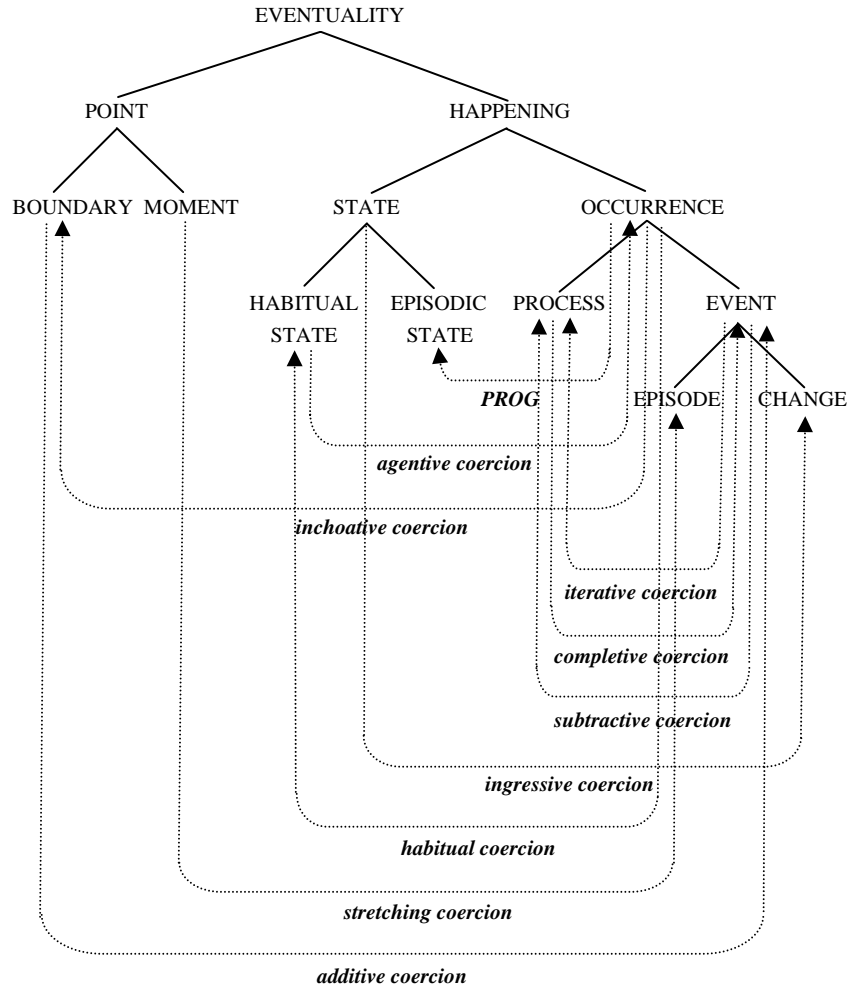 EVENTUALITY
POINT HAPPENING
BOUNDARY MOMENT STATE OCCURRENCE
HABITUAL EPISODIC PROCESS EVENT
STATE STATE
PROG EPISODE CHANGE
agentive coercion
inchoative coercion
iterative coercion
completive coercion
subtractive coercion
ingressive coercion
habitual coercion
stretching coercion
additive coercion